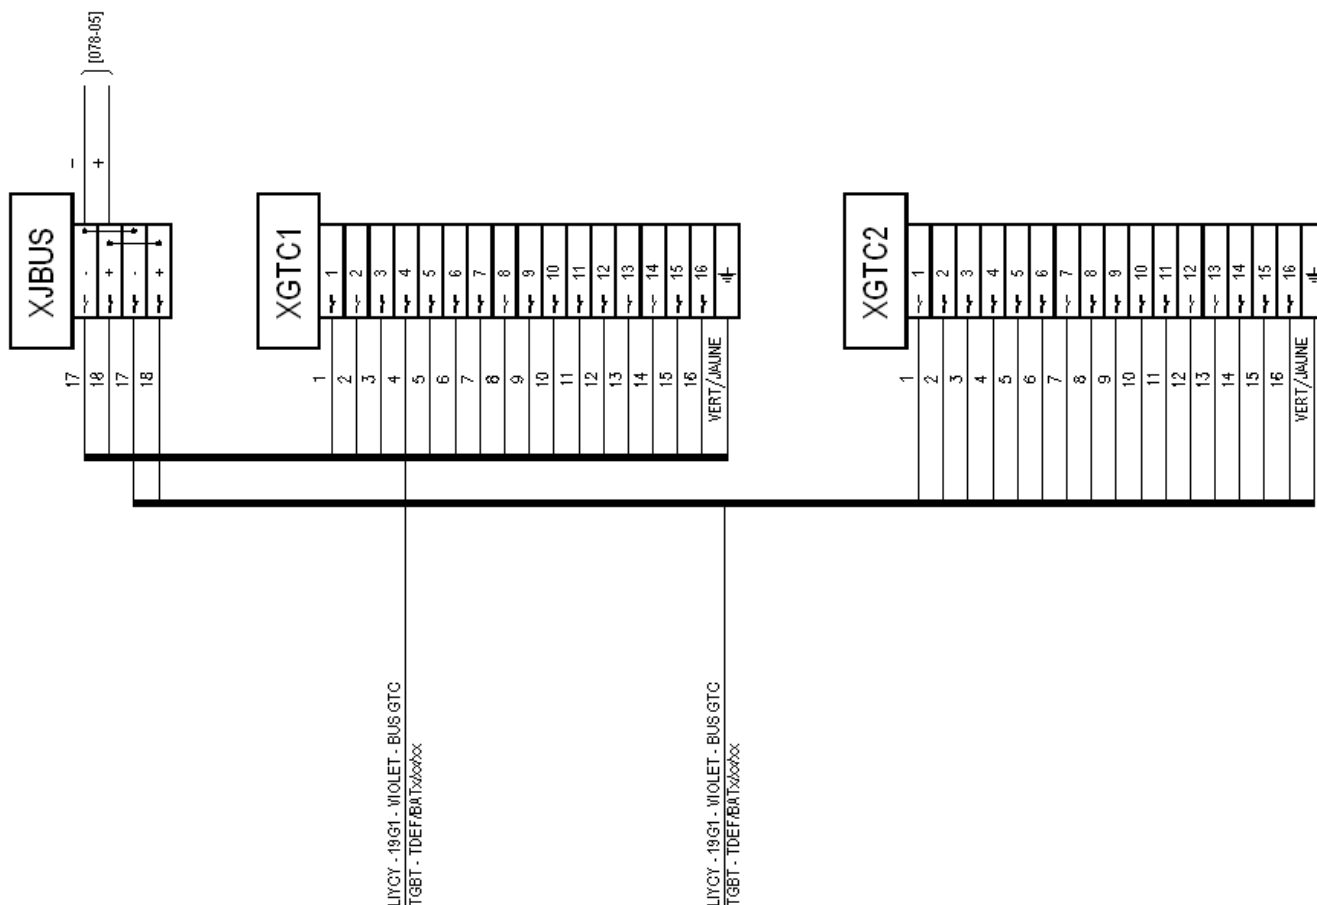 [078-05]
- +
XJBUS
- + - +
17 18 17 18
XGTC1
1 2 3 4 5 6 7 8 9 10 11 12 13 14 15 16
1 2 3 4 5 6 7 8 9 10 11 12 13 14 15 16 VERT/JAUNE
XGTC2
1 2 3 4 5 6 7 8 9 10 11 12 13 14 15 16
1 2 3 4 5 6 7 8 9 10 11 12 13 14 15 16 VERT/JAUNE
LIYCY - 19G1 - VIOLET - BUS GTC
TGBT - TDEF/BATx/xx/xx
LIYCY - 19G1 - VIOLET - BUS GTC
TGBT - TDEF/BATx/xx/xx